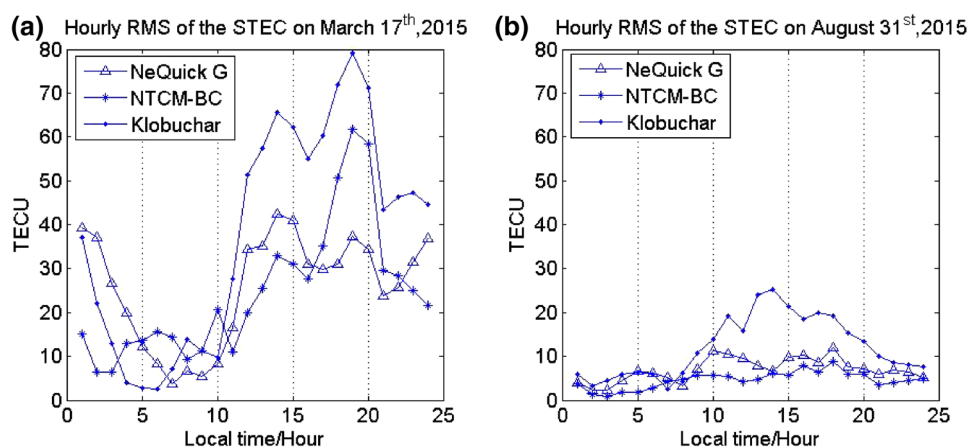 (a) Hourly RMS of the STEC on March 17th,2015
80
70
60
50
40
30
20
10
0
TECU
NeQuick G
NTCM-BC
Klobuchar
0 5 10 15 20 25
Local time/Hour
(b) Hourly RMS of the STEC on August 31st,2015
80
70
60
50
40
30
20
10
0
TECU
NeQuick G
NTCM-BC
Klobuchar
0 5 10 15 20 25
Local time/Hour